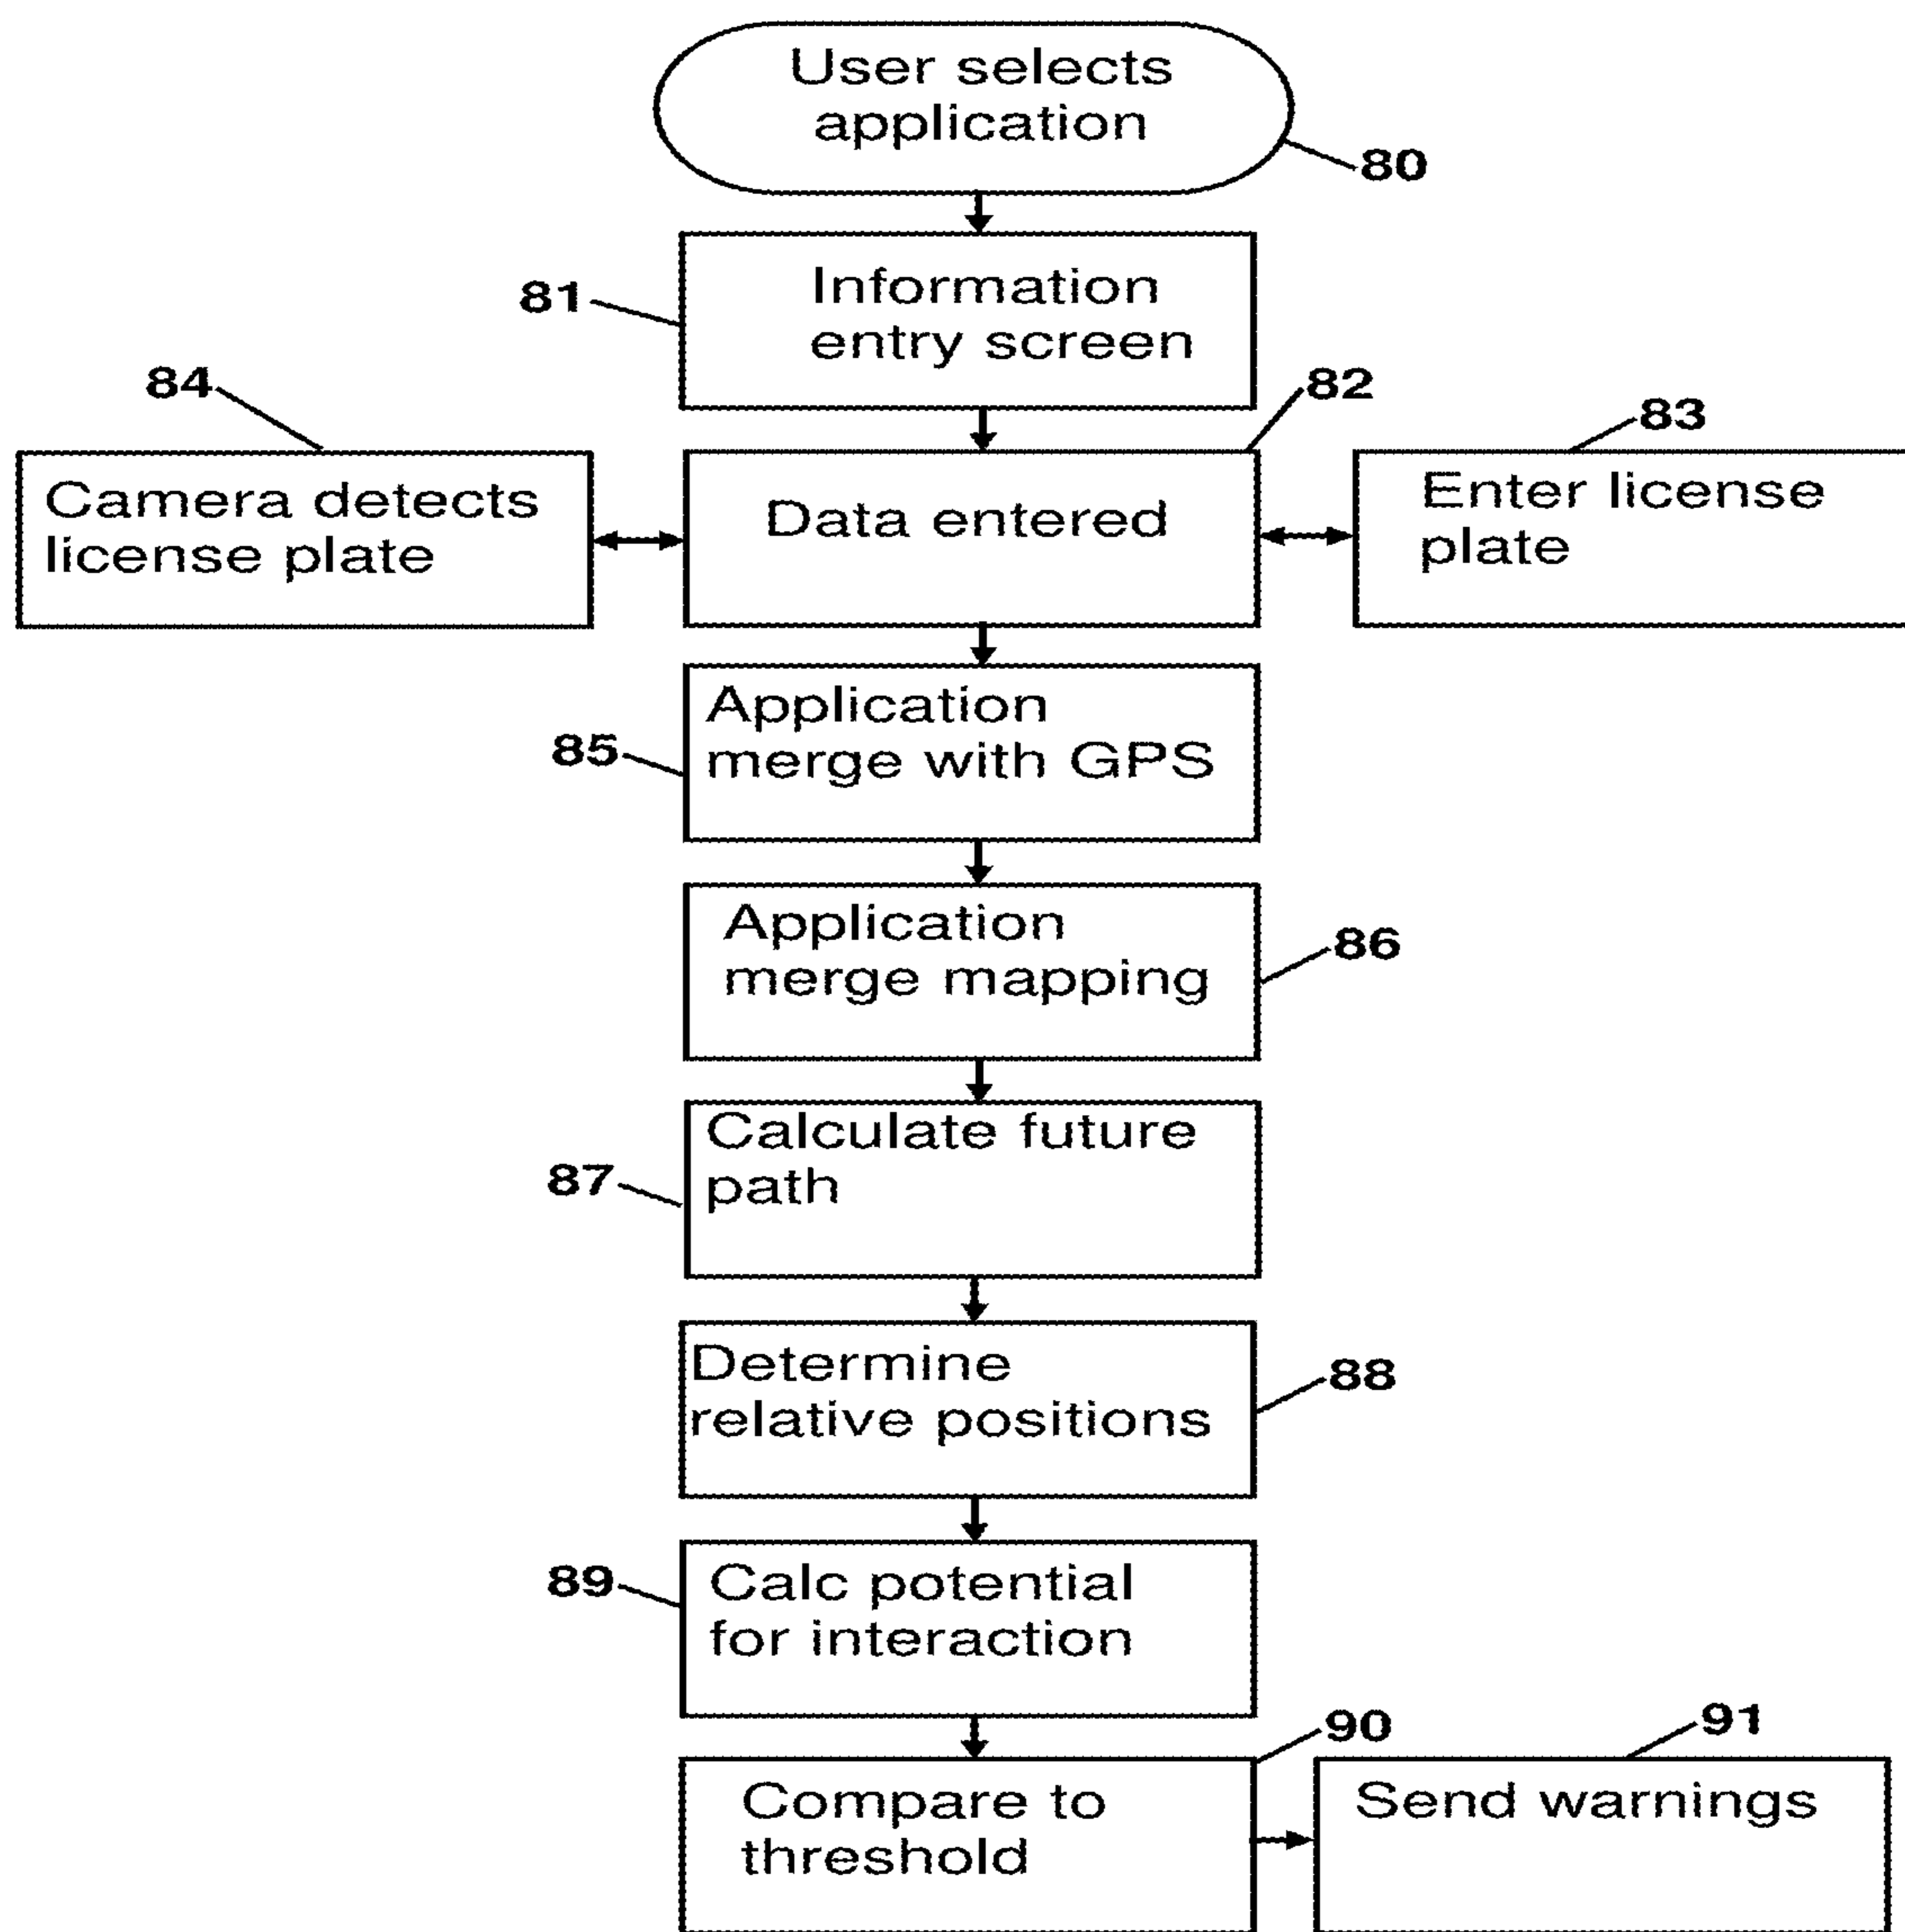 User selects
application
80
81
Information
entry screen
84
82
83
Camera detects
license plate
Data entered
Enter license
plate
85
Application
merge with GPS
Application
merge mapping
86
87
Calculate future
path
Determine
relative positions
88
89
Calc potential
for interaction
90
91
Compare to
threshold
Send warnings